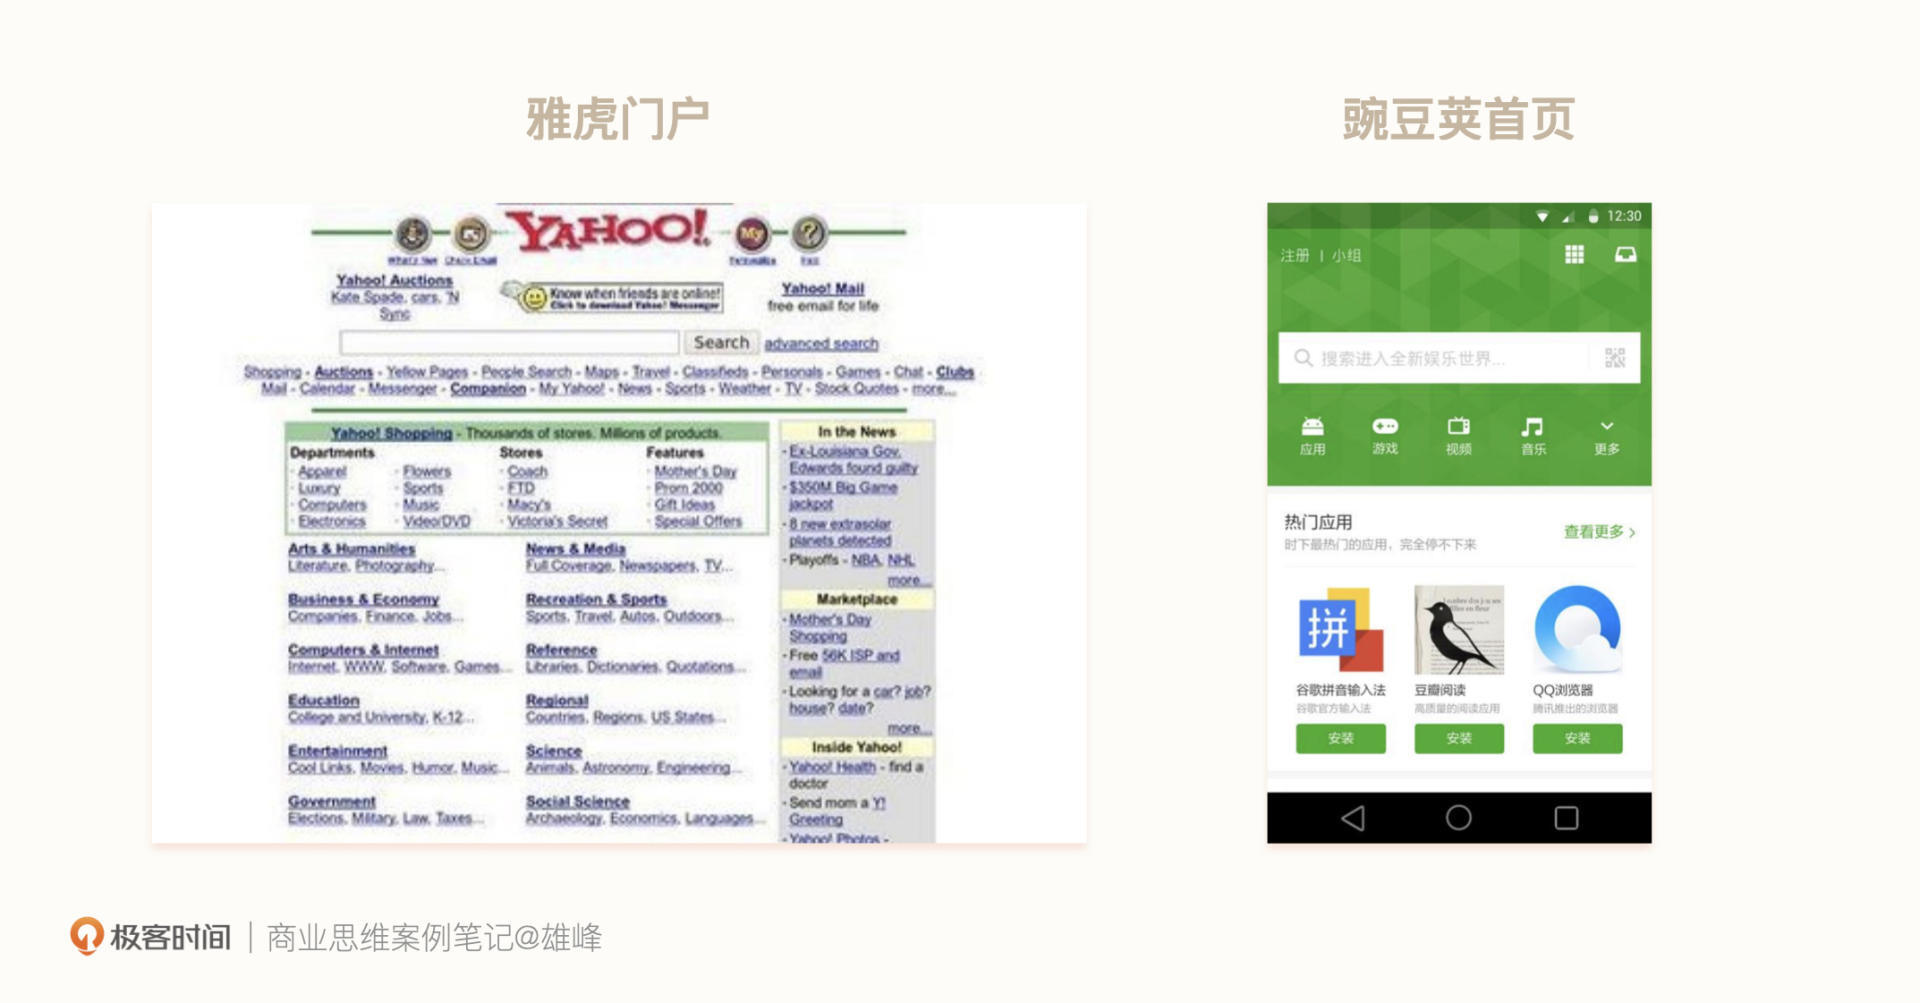 雅虎门户
豌豆荚首页
YAHOO!
My
?
What's New
Check Email
Personalize
Yahoo! Auctions
Kate Spade, cars, 'N
Sync
Know when friends are online!
Click to download Yahoo! Messenger
Yahoo! Mail
free email for life
Search
advanced search
Shopping - Auctions - Yellow Pages - People Search - Maps - Travel - Classifieds - Personals - Games - Chat - Clubs
Mail - Calendar - Messenger - Companion - My Yahoo! - News - Sports - Weather - TV - Stock Quotes - more...
Yahoo! Shopping - Thousands of stores. Millions of products.
Departments Stores Features
· Apparel · Flowers · Coach · Mother's Day
· Luxury · Sports · FTD · Prom 2000
· Computers · Music · Macy's · Gift Ideas
· Electronics · Video/DVD · Victoria's Secret · Special Offers
Arts & Humanities
Literature, Photography...
News & Media
Full Coverage, Newspapers, TV...
Business & Economy
Companies, Finance, Jobs...
Recreation & Sports
Sports, Travel, Autos, Outdoors...
Computers & Internet
Internet, WWW, Software, Games...
Reference
Libraries, Dictionaries, Quotations...
Education
College and University, K-12...
Regional
Countries, Regions, US States...
Entertainment
Cool Links, Movies, Humor, Music...
Science
Animals, Astronomy, Engineering...
Government
Elections, Military, Law, Taxes...
Social Science
Archaeology, Economics, Languages...
In the News
- Ex-Louisiana Gov.
Edwards found guilty
- $350M Big Game
jackpot
- 8 new extrasolar
planets detected
- Playoffs - NBA, NHL
more...
Marketplace
- Mother's Day
Shopping
- Free 56K ISP and
email
- Looking for a car? job?
house? date?
more...
Inside Yahoo!
- Yahoo! Health - find a
doctor
- Send mom a Y!
Greeting
- Yahoo! Photos -
12:30
注册 | 小组
搜索进入全新娱乐世界...
应用 游戏 视频 音乐 更多
热门应用
时下最热门的应用，完全停不下来
查看更多 >
拼
谷歌拼音输入法 豆瓣阅读 QQ浏览器
谷歌官方输入法 高质量的阅读应用 腾讯推出的浏览器
安装 安装 安装
极客时间 | 商业思维案例笔记@雄峰